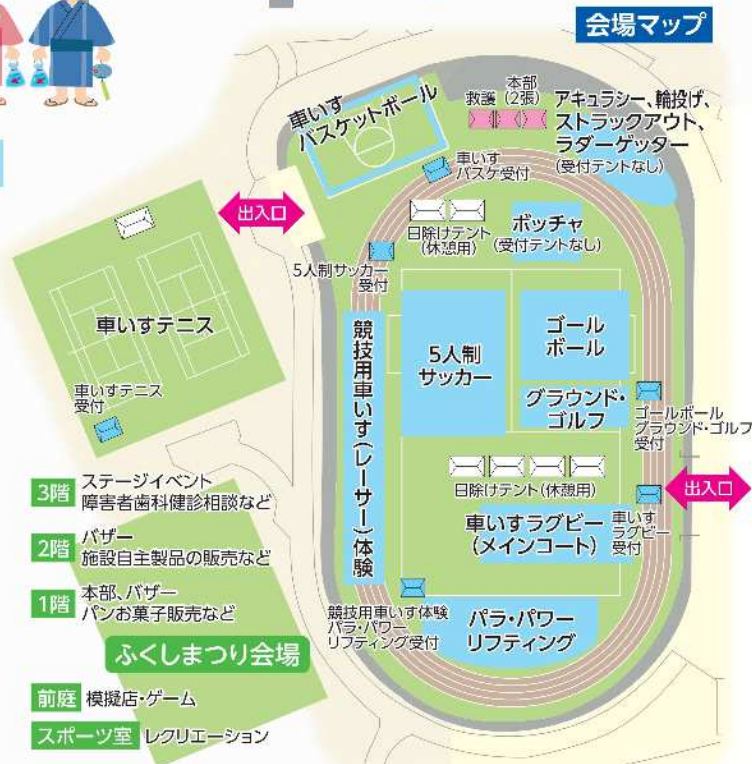 会場マップ
車いす
バスケットボール
救護
本部
(2張)
アキュラシー、輪投げ、
ストラックアウト、
ラダーゲッター
(受付テントなし)
車いす
バスケ受付
出入口
日除けテント
(休憩用)
ボッチャ
(受付テントなし)
5人制サッカー
受付
車いすテニス
競技用車いす(レーサー)体験
5人制
サッカー
ゴール
ボール
グラウンド・
ゴルフ
車いすテニス
受付
ゴールボール
グラウンド・ゴルフ
受付
日除けテント(休憩用)
出入口
車いすラグビー
(メインコート)
車いす
ラグビー
受付
競技用車いす体験
パラ・パワー
リフティング受付
パラ・パワー
リフティング
3階 ステージイベント
障害者歯科健診相談など
2階 バザー
施設自主製品の販売など
1階 本部、バザー
パンお菓子販売など
ふくしまつり会場
前庭 模擬店・ゲーム
スポーツ室 レクリエーション